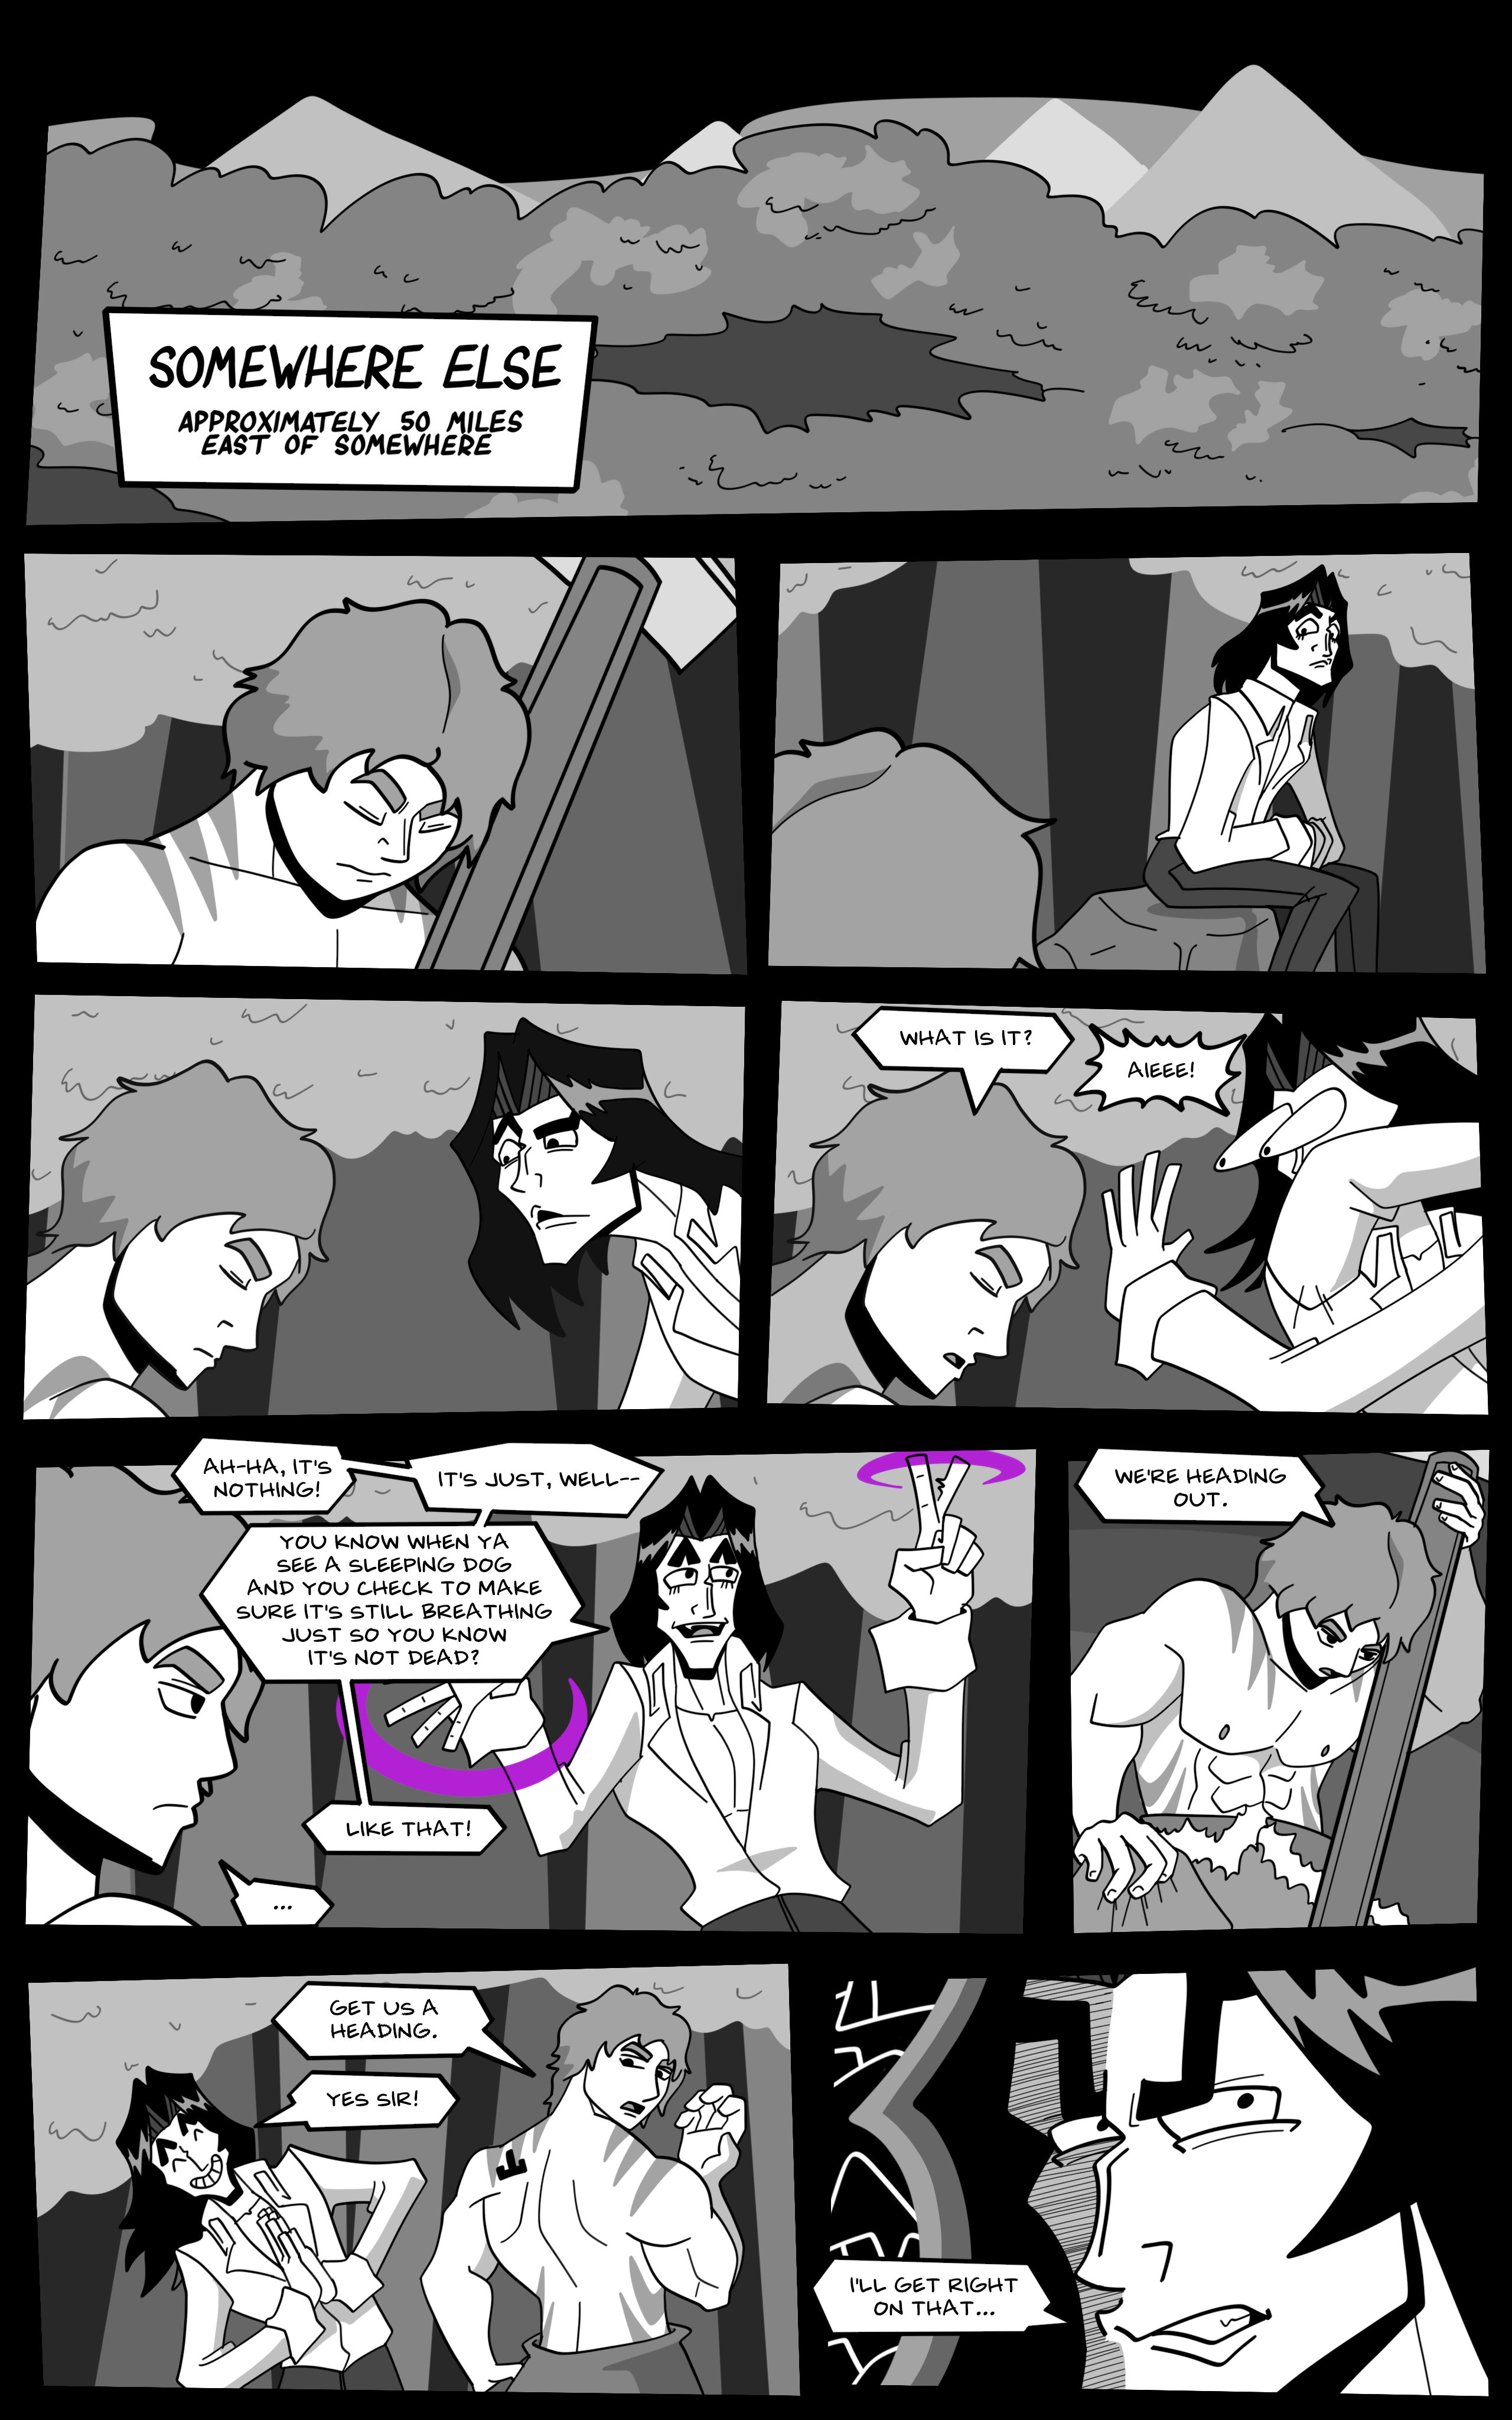 SOMEWHERE ELSE
APPROXIMATELY 50 MILES
EAST OF SOMEWHERE
WHAT IS IT?
AIEEE!
AH-HA, IT'S
NOTHING!
IT'S JUST, WELL--
YOU KNOW WHEN YA
SEE A SLEEPING DOG
AND YOU CHECK TO MAKE
SURE IT'S STILL BREATHING
JUST SO YOU KNOW
IT'S NOT DEAD?
LIKE THAT!
...
WE'RE HEADING
OUT.
GET US A
HEADING.
YES SIR!
I'LL GET RIGHT
ON THAT...